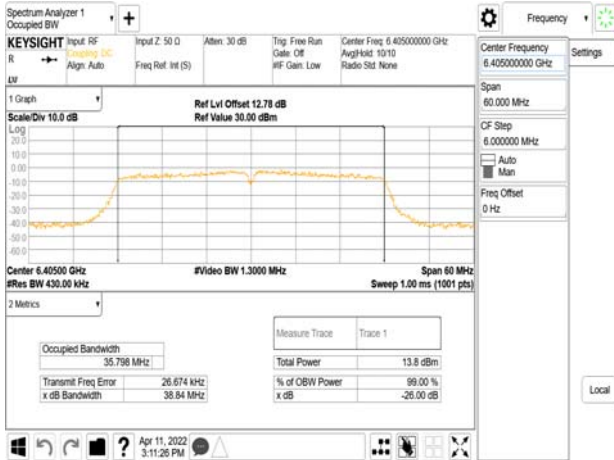 Spectrum Analyzer 1
Occupied BW
Frequency
KEYSIGHT
R
LVI
Input: RF
Coupling: DC
Align: Auto
Input Z: 50 Ω
Freq Ref: Int (S)
Atten: 30 dB
Trig: Free Run
Gate: Off
#IF Gain: Low
Center Freq: 6.405000000 GHz
Avg|Hold: 10/10
Radio Std: None
Center Frequency
6.405000000 GHz
Settings
Span
60.000 MHz
CF Step
6.000000 MHz
Auto
Man
Freq Offset
0 Hz
Local
1 Graph
Scale/Div 10.0 dB
Ref Lvl Offset 12.78 dB
Ref Value 30.00 dBm
Log
20.0
10.0
0.00
-10.0
-20.0
-30.0
-40.0
-50.0
-60.0
Center 6.40500 GHz
#Res BW 430.00 kHz
#Video BW 1.3000 MHz
Span 60 MHz
Sweep 1.00 ms (1001 pts)
2 Metrics
Measure Trace
Trace 1
Occupied Bandwidth
35.798 MHz
Total Power
13.8 dBm
Transmit Freq Error
26.674 kHz
% of OBW Power
99.00 %
x dB Bandwidth
38.84 MHz
x dB
-26.00 dB
?
Apr 11, 2022
3:11:26 PM